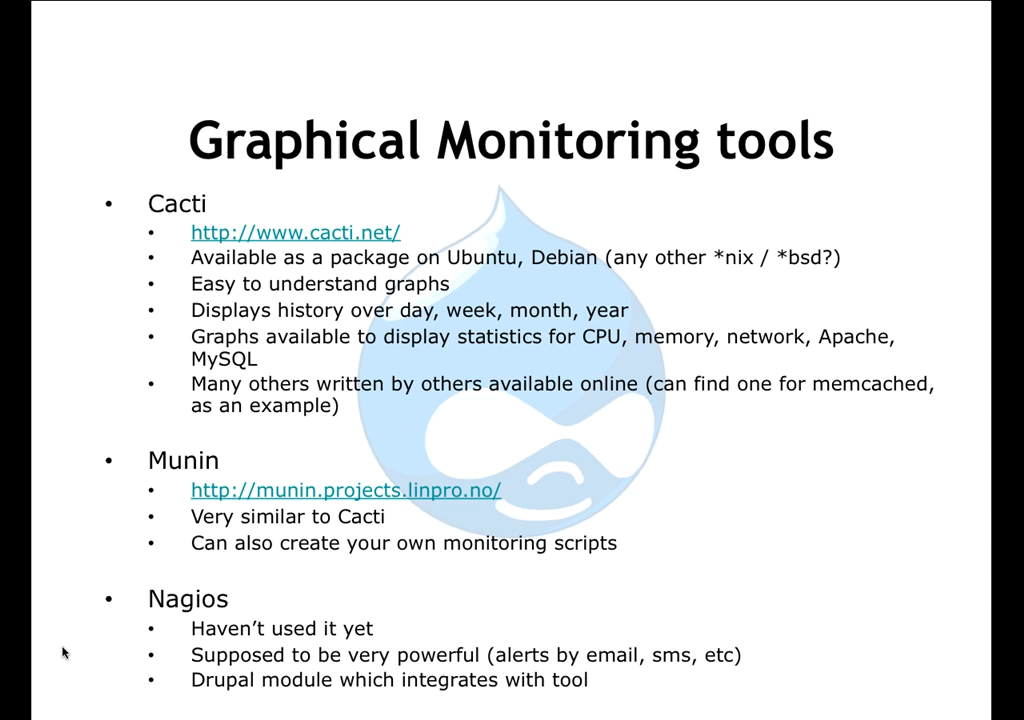 Graphical Monitoring tools
• Cacti
• http://www.cacti.net/
• Available as a package on Ubuntu, Debian (any other *nix / *bsd?)
• Easy to understand graphs
• Displays history over day, week, month, year
• Graphs available to display statistics for CPU, memory, network, Apache,
MySQL
• Many others written by others available online (can find one for memcached,
as an example)
• Munin
• http://munin.projects.linpro.no/
• Very similar to Cacti
• Can also create your own monitoring scripts
• Nagios
• Haven’t used it yet
• Supposed to be very powerful (alerts by email, sms, etc)
• Drupal module which integrates with tool